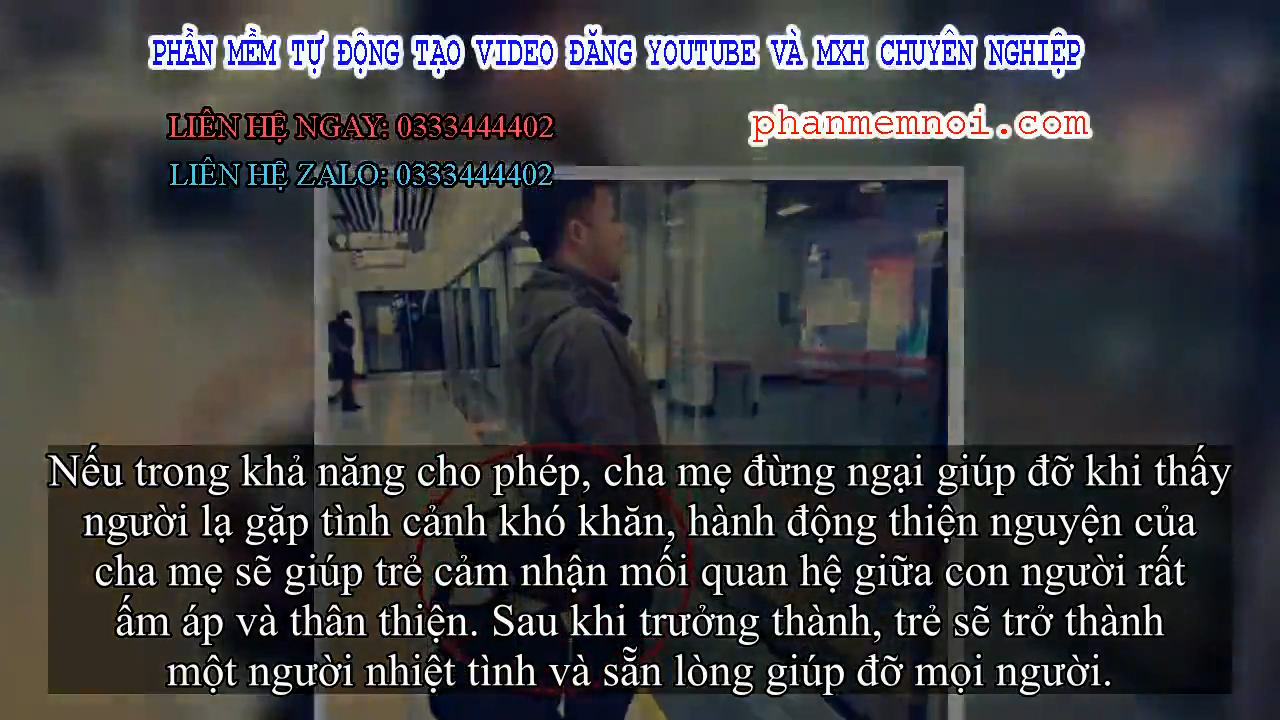 PHẦN MỀM TỰ ĐỘNG TẠO VIDEO ĐĂNG YOUTUBE VÀ MXH CHUYÊN NGHIỆP
LIÊN HỆ NGAY: 0333444402
phanmemnoi.com
LIÊN HỆ ZALO: 0333444402
Nếu trong khả năng cho phép, cha mẹ đừng ngại giúp đỡ khi thấy
người lạ gặp tình cảnh khó khăn, hành động thiện nguyện của
cha mẹ sẽ giúp trẻ cảm nhận mối quan hệ giữa con người rất
ấm áp và thân thiện. Sau khi trưởng thành, trẻ sẽ trở thành
một người nhiệt tình và sẵn lòng giúp đỡ mọi người.